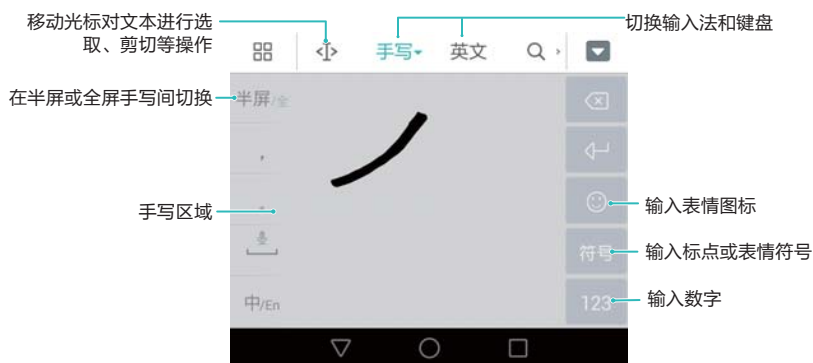 移动光标对文本进行选
取、剪切等操作
切换输入法和键盘
手写 英文
在半屏或全屏手写间切换
半屏/全
，
手写区域
。
输入表情图标
符号
输入标点或表情符号
中/En
123
输入数字